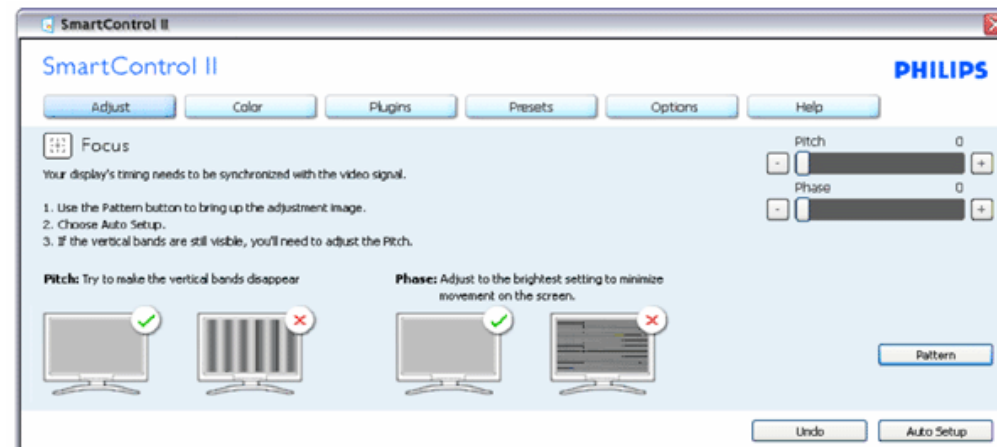 SmartControl II
SmartControl II
PHILIPS
Adjust Color Plugins Presets Options Help
Focus
Pitch 0
Your display's timing needs to be synchronized with the video signal.
- +
Phase 0
1. Use the Pattern button to bring up the adjustment image.
- +
2. Choose Auto Setup.
3. If the vertical bands are still visible, you'll need to adjust the Pitch.
Pitch: Try to make the vertical bands disappear
Phase: Adjust to the brightest setting to minimize
movement on the screen.
Pattern
Undo Auto Setup